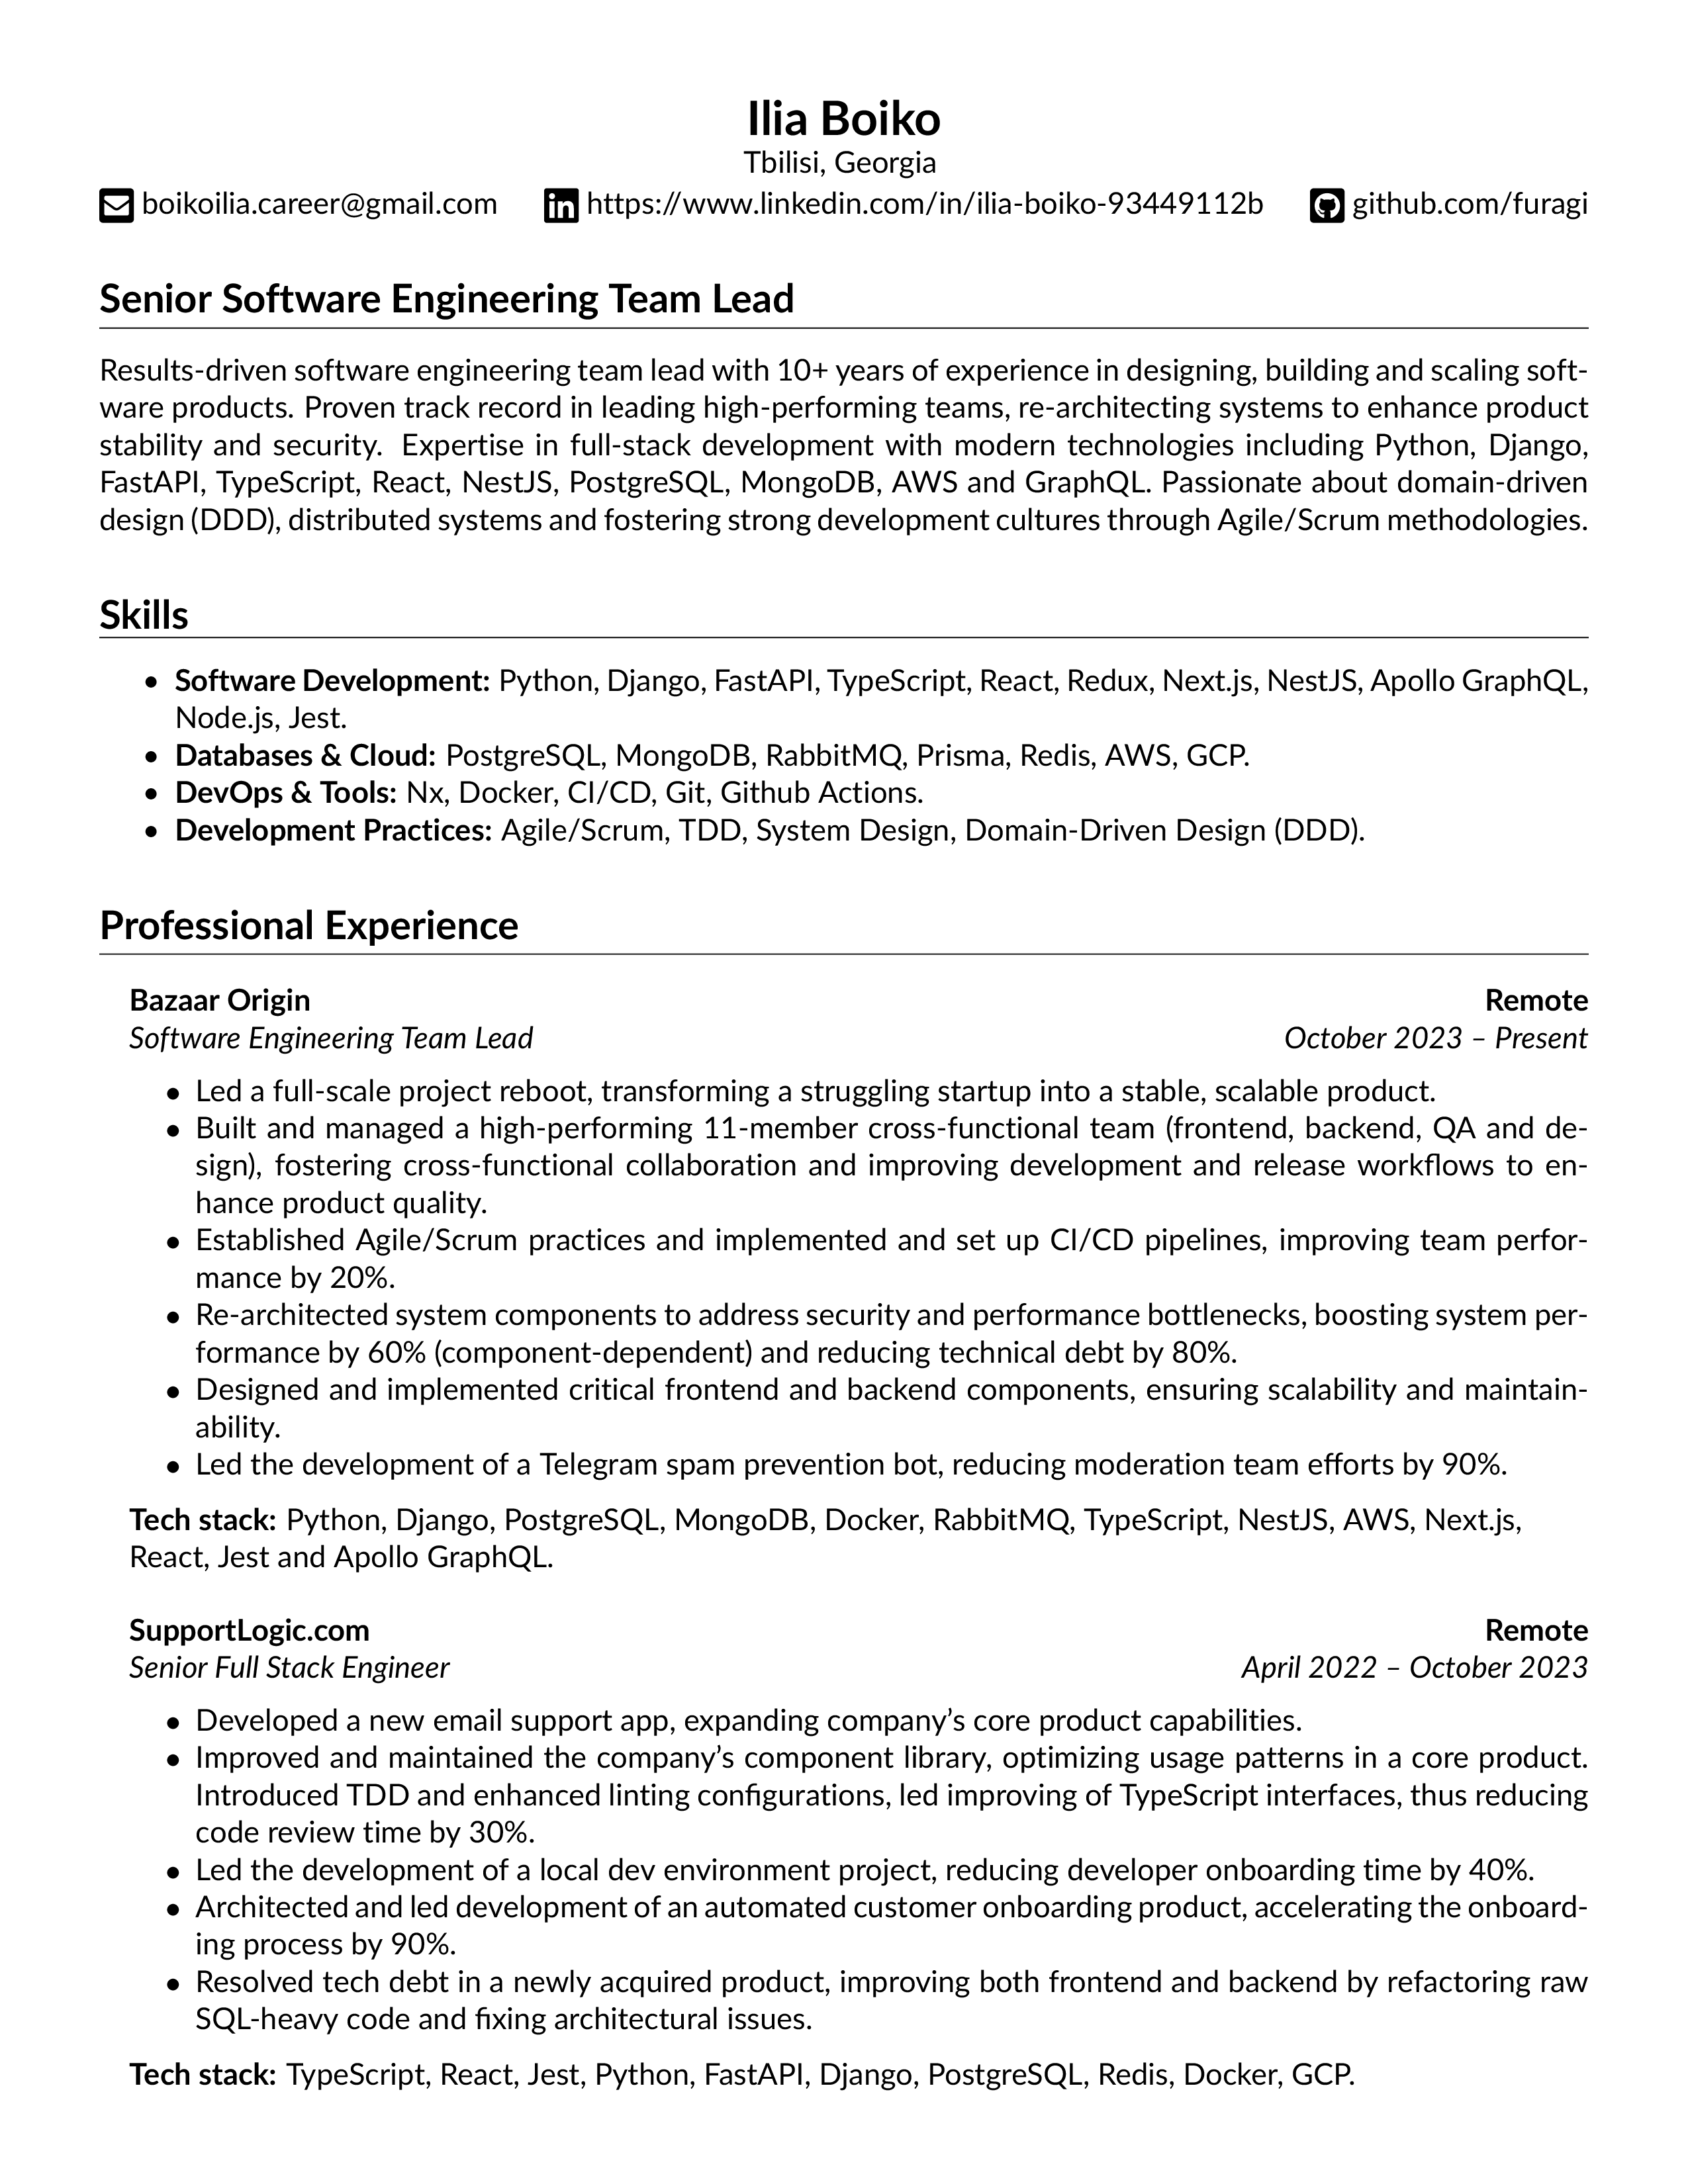 Ilia Boiko
Tbilisi, Georgia
boikoilia.career@gmail.com https://www.linkedin.com/in/ilia-boiko-93449112b github.com/furagi
Senior Software Engineering Team Lead
Results-driven software engineering team lead with 10+ years of experience in designing, building and scaling soft-
ware products. Proven track record in leading high-performing teams, re-architecting systems to enhance product
stability and security. Expertise in full-stack development with modern technologies including Python, Django,
FastAPI, TypeScript, React, NestJS, PostgreSQL, MongoDB, AWS and GraphQL. Passionate about domain-driven
design (DDD), distributed systems and fostering strong development cultures through Agile/Scrum methodologies.
Skills
• Software Development: Python, Django, FastAPI, TypeScript, React, Redux, Next.js, NestJS, Apollo GraphQL,
Node.js, Jest.
• Databases & Cloud: PostgreSQL, MongoDB, RabbitMQ, Prisma, Redis, AWS, GCP.
• DevOps & Tools: Nx, Docker, CI/CD, Git, Github Actions.
• Development Practices: Agile/Scrum, TDD, System Design, Domain-Driven Design (DDD).
Professional Experience
Bazaar Origin Remote
Software Engineering Team Lead October 2023 – Present
• Led a full-scale project reboot, transforming a struggling startup into a stable, scalable product.
• Built and managed a high-performing 11-member cross-functional team (frontend, backend, QA and de-
sign), fostering cross-functional collaboration and improving development and release workflows to en-
hance product quality.
• Established Agile/Scrum practices and implemented and set up CI/CD pipelines, improving team perfor-
mance by 20%.
• Re-architected system components to address security and performance bottlenecks, boosting system per-
formance by 60% (component-dependent) and reducing technical debt by 80%.
• Designed and implemented critical frontend and backend components, ensuring scalability and maintain-
ability.
• Led the development of a Telegram spam prevention bot, reducing moderation team efforts by 90%.
Tech stack: Python, Django, PostgreSQL, MongoDB, Docker, RabbitMQ, TypeScript, NestJS, AWS, Next.js,
React, Jest and Apollo GraphQL.
SupportLogic.com Remote
Senior Full Stack Engineer April 2022 – October 2023
• Developed a new email support app, expanding company’s core product capabilities.
• Improved and maintained the company’s component library, optimizing usage patterns in a core product.
Introduced TDD and enhanced linting configurations, led improving of TypeScript interfaces, thus reducing
code review time by 30%.
• Led the development of a local dev environment project, reducing developer onboarding time by 40%.
• Architected and led development of an automated customer onboarding product, accelerating the onboard-
ing process by 90%.
• Resolved tech debt in a newly acquired product, improving both frontend and backend by refactoring raw
SQL-heavy code and fixing architectural issues.
Tech stack: TypeScript, React, Jest, Python, FastAPI, Django, PostgreSQL, Redis, Docker, GCP.